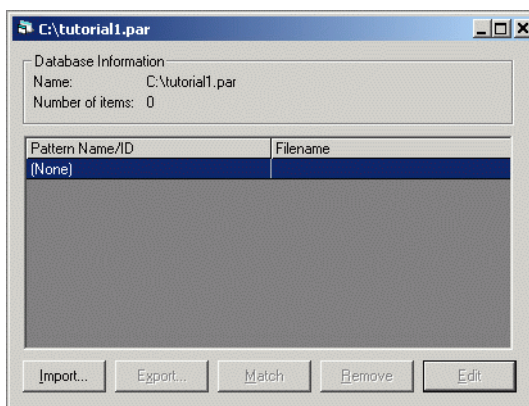 C:\tutorial1.par
Database Information
Name: C:\tutorial1.par
Number of items: 0
Pattern Name/ID Filename
(None)
Import... Export... Match Remove Edit